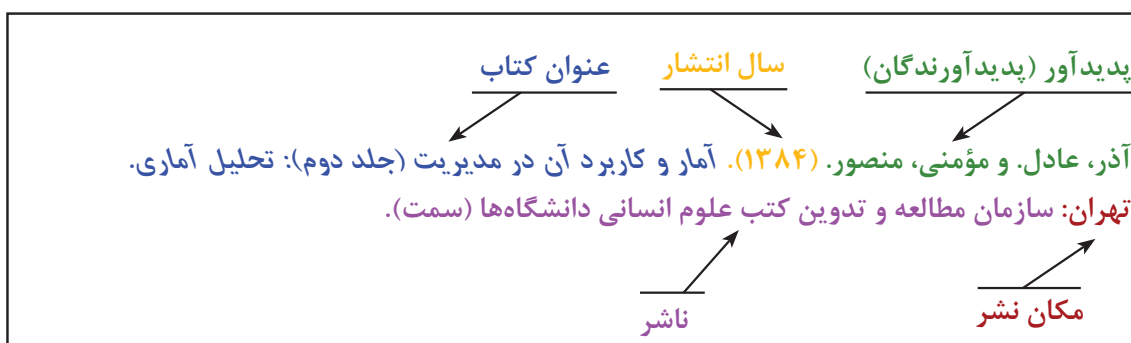 پدیدآور (پدیدآورندگان) سال انتشار عنوان کتاب
آذر، عادل. و مؤمنی، منصور. (۱۳۸۴). آمار و کاربرد آن در مدیریت (جلد دوم): تحلیل آماری.
تهران: سازمان مطالعه و تدوین کتب علوم انسانی دانشگاه‌ها (سمت).
مکان نشر ناشر